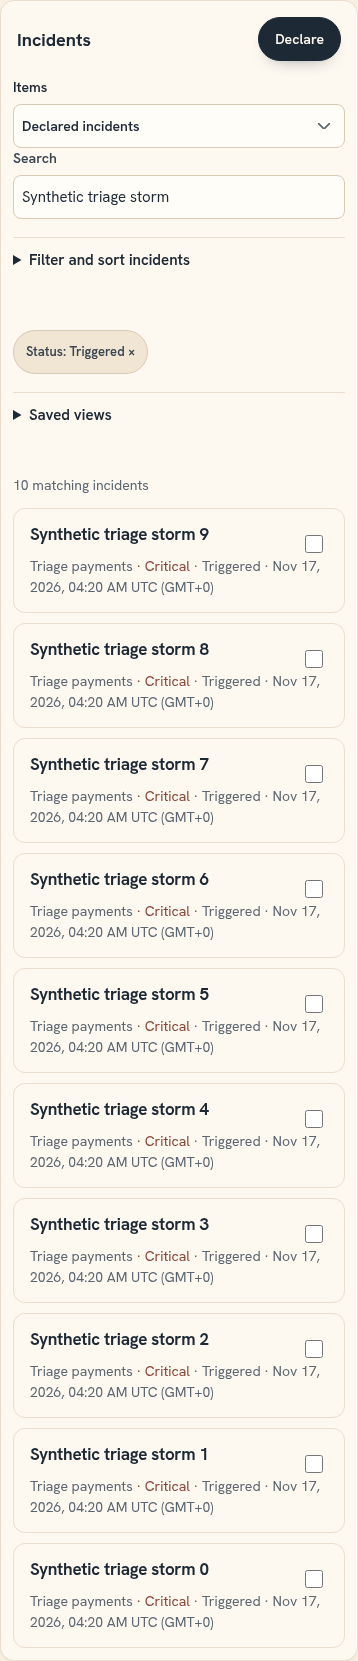 Incidents
Declare
Items
Declared incidents
Search
Synthetic triage storm
Filter and sort incidents
Status: Triggered ×
Saved views
10 matching incidents
Synthetic triage storm 9
Triage payments · Critical · Triggered · Nov 17,
2026, 04:20 AM UTC (GMT+0)
Synthetic triage storm 8
Triage payments · Critical · Triggered · Nov 17,
2026, 04:20 AM UTC (GMT+0)
Synthetic triage storm 7
Triage payments · Critical · Triggered · Nov 17,
2026, 04:20 AM UTC (GMT+0)
Synthetic triage storm 6
Triage payments · Critical · Triggered · Nov 17,
2026, 04:20 AM UTC (GMT+0)
Synthetic triage storm 5
Triage payments · Critical · Triggered · Nov 17,
2026, 04:20 AM UTC (GMT+0)
Synthetic triage storm 4
Triage payments · Critical · Triggered · Nov 17,
2026, 04:20 AM UTC (GMT+0)
Synthetic triage storm 3
Triage payments · Critical · Triggered · Nov 17,
2026, 04:20 AM UTC (GMT+0)
Synthetic triage storm 2
Triage payments · Critical · Triggered · Nov 17,
2026, 04:20 AM UTC (GMT+0)
Synthetic triage storm 1
Triage payments · Critical · Triggered · Nov 17,
2026, 04:20 AM UTC (GMT+0)
Synthetic triage storm 0
Triage payments · Critical · Triggered · Nov 17,
2026, 04:20 AM UTC (GMT+0)